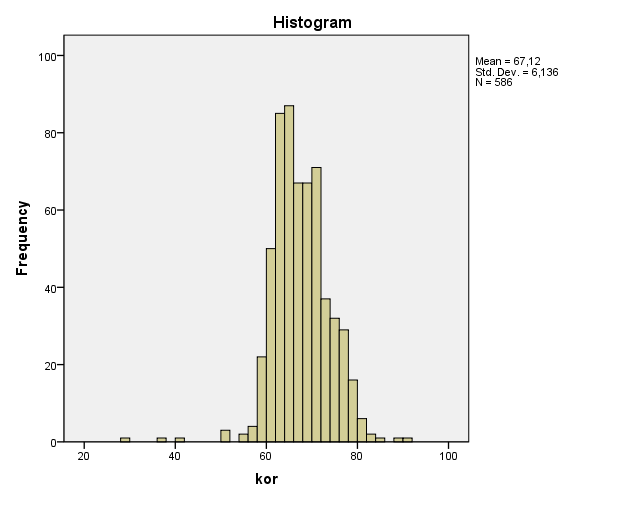 Histogram
Mean = 67,12
Std. Dev. = 6,136
N = 586
100
80
60
40
20
0
Frequency
20 40 60 80 100
kor